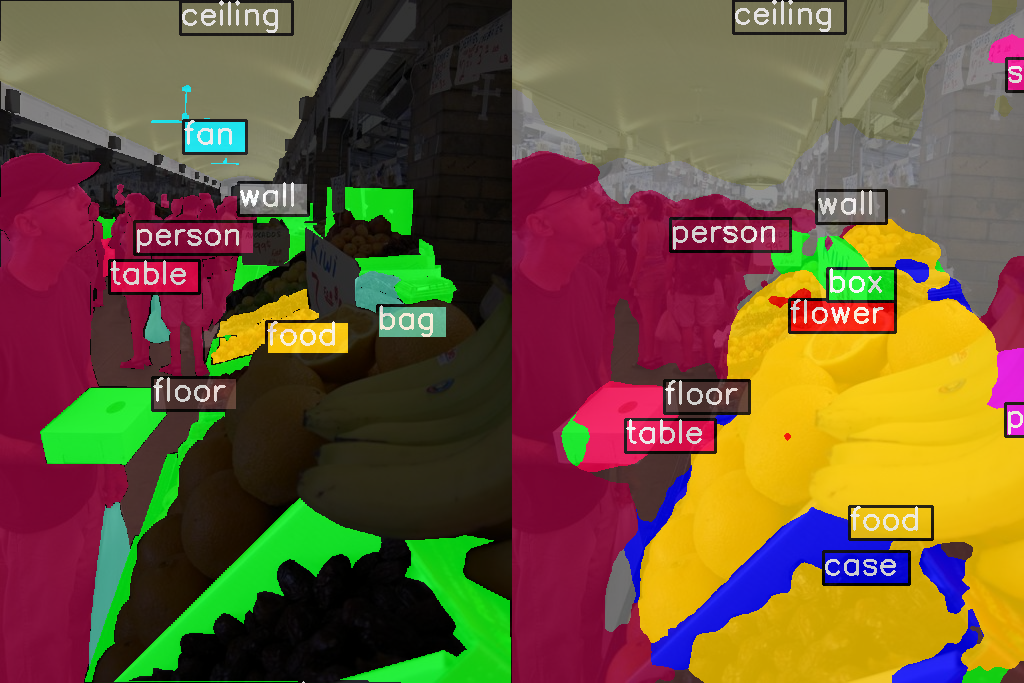 ceiling
fan
wall
person
table
KIWI
bag
food
floor
ceiling
s
wall
person
box
flower
floor
table
p
food
case